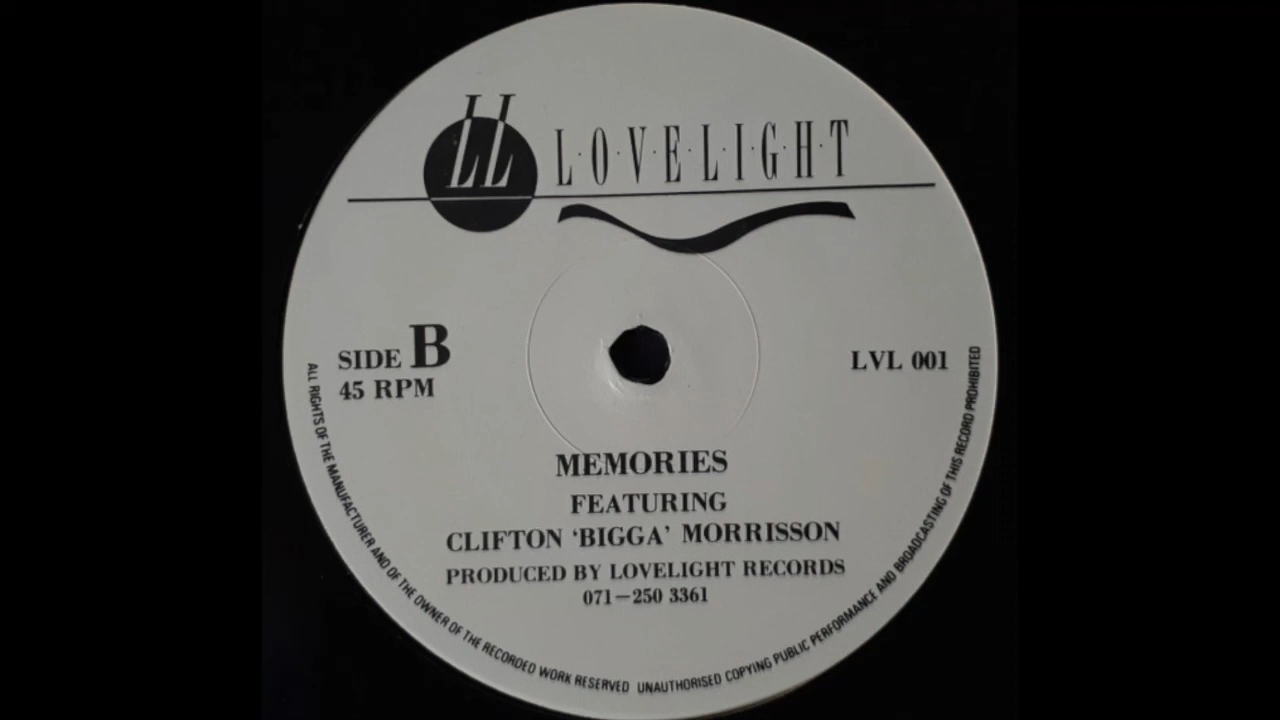 LL L·O·V·E·L·I·G·H·T
SIDE B
45 RPM
LVL 001
MEMORIES
FEATURING
CLIFTON ‘BIGGA’ MORRISSON
PRODUCED BY LOVELIGHT RECORDS
071—250 3361
ALL RIGHTS OF THE MANUFACTURER AND OF THE OWNER OF THE RECORDED WORK RESERVED UNAUTHORISED COPYING PUBLIC PERFORMANCE AND BROADCASTING OF THIS RECORD PROHIBITED